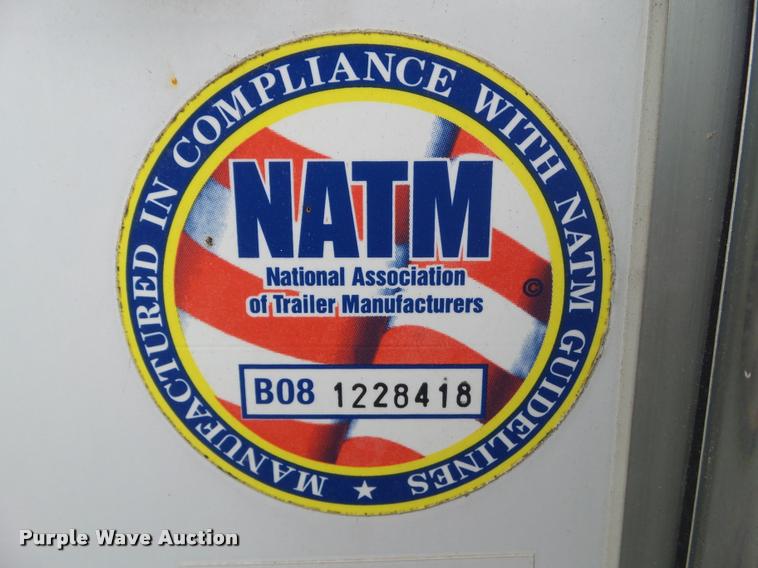 MANUFACTURED IN COMPLIANCE WITH NATM GUIDELINES ★
NATM
National Association
of Trailer Manufacturers
©
B08 1228418
Purple Wave Auction